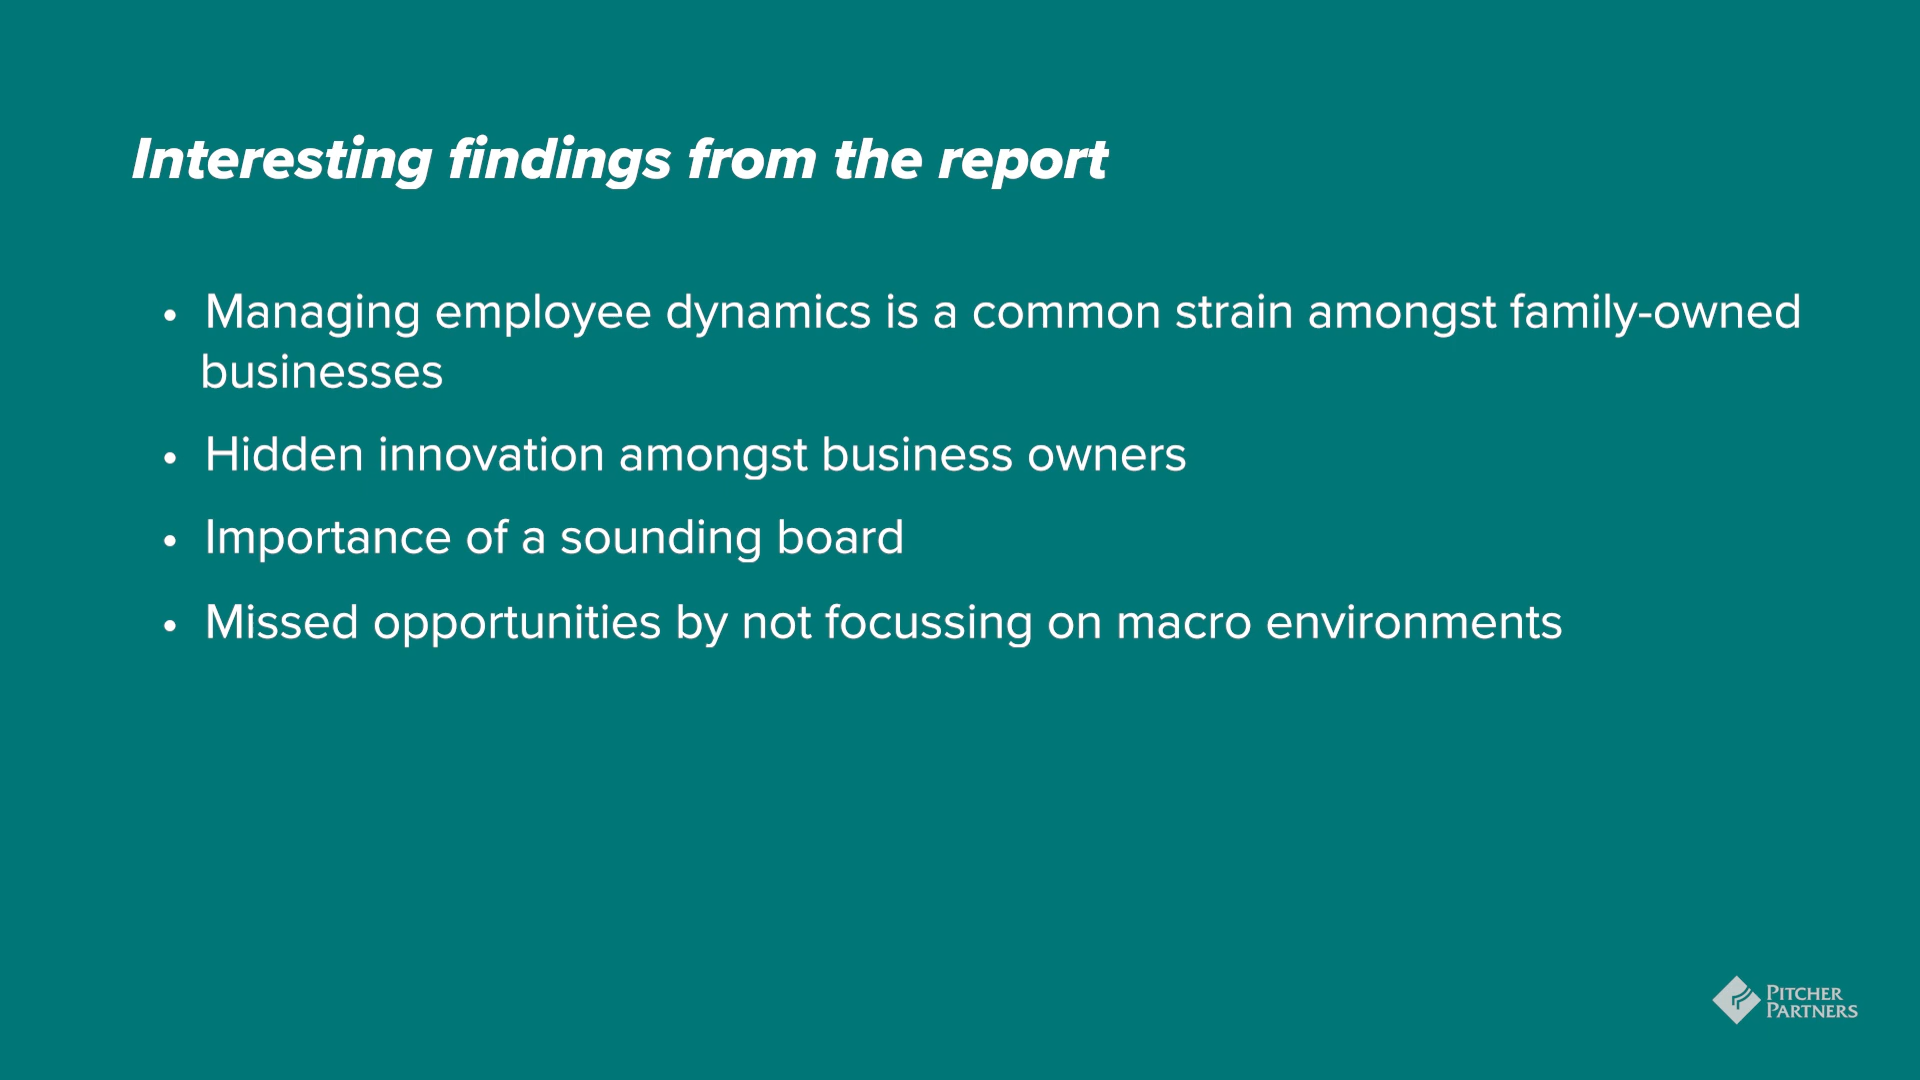 Interesting findings from the report
• Managing employee dynamics is a common strain amongst family-owned
businesses
• Hidden innovation amongst business owners
• Importance of a sounding board
• Missed opportunities by not focussing on macro environments
PITCHER
PARTNERS